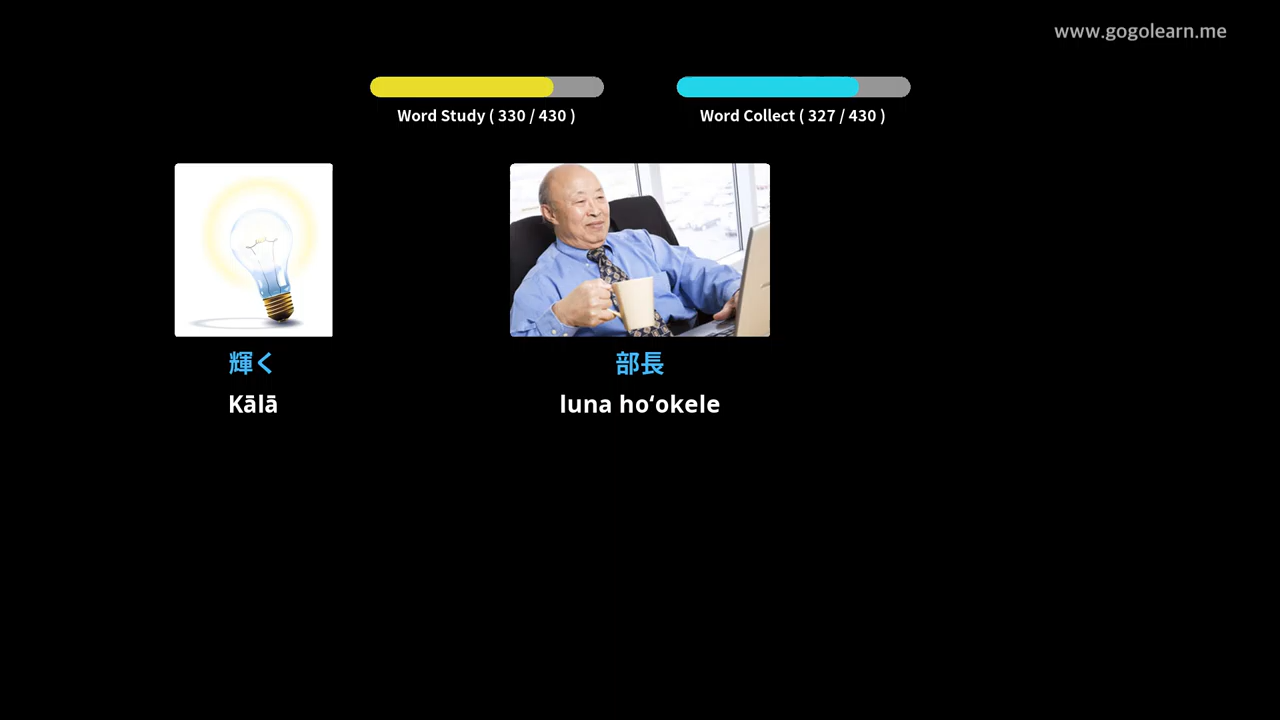 www.gogolearn.me
Word Study ( 330 / 430 )
Word Collect ( 327 / 430 )
輝く
Kālā
部長
luna hoʻokele